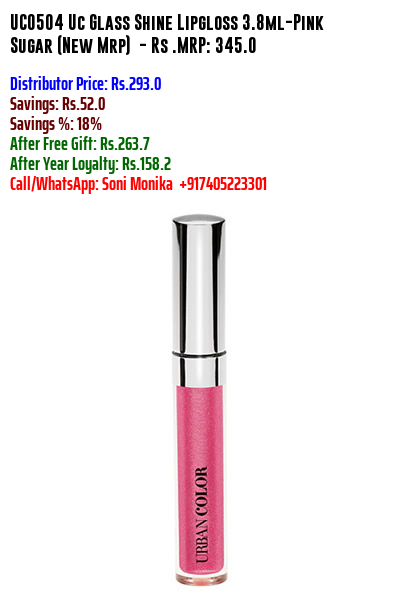 UC0504 Uc Glass Shine Lipgloss 3.8ml-Pink
Sugar (New Mrp) - Rs .MRP: 345.0
Distributor Price: Rs.293.0
Savings: Rs.52.0
Savings %: 18%
After Free Gift: Rs.263.7
After Year Loyalty: Rs.158.2
Call/WhatsApp: Soni Monika +917405223301
URBAN COLOR